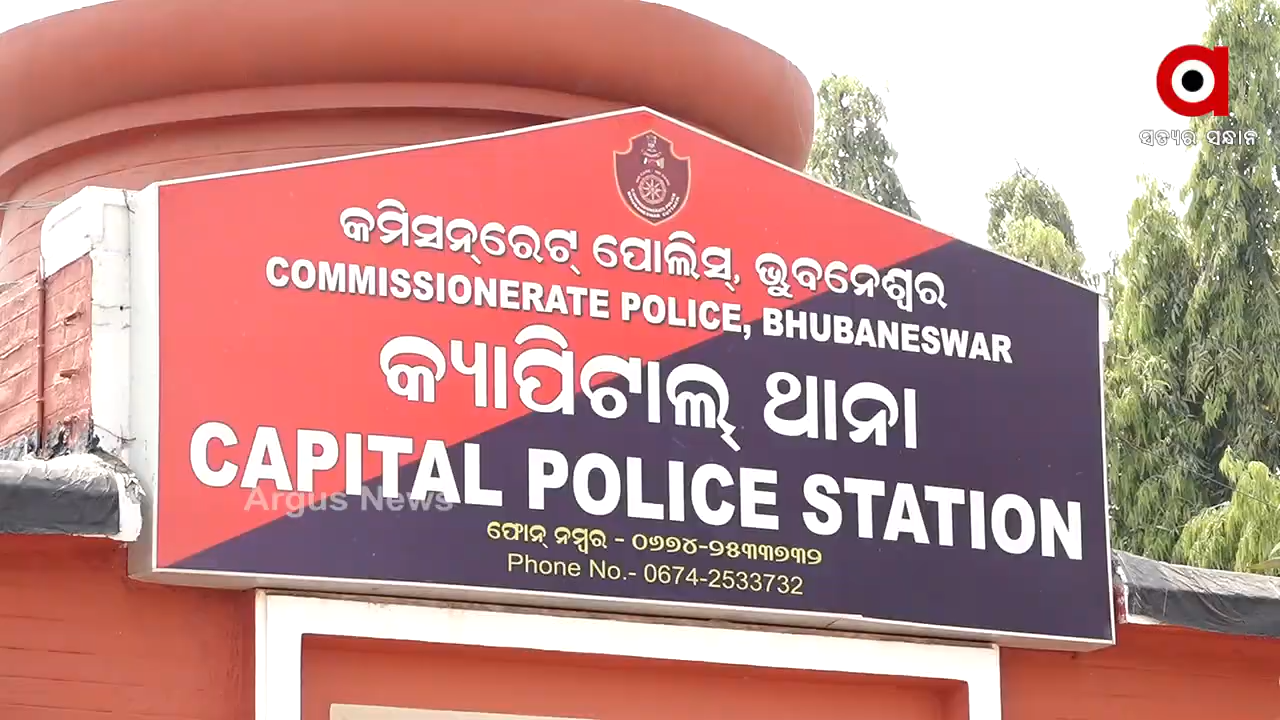 ସତ୍ୟର ସନ୍ଧାନ
କମିସନ୍‌ରେଟ୍ ପୋଲିସ୍, ଭୁବନେଶ୍ୱର
COMMISSIONERATE POLICE, BHUBANESWAR
କ୍ୟାପିଟାଲ୍ ଥାନା
CAPITAL POLICE STATION
Argus News
ଫୋନ୍ ନମ୍ବର - ୦୬୭୪-୨୫୩୩୭୩୨
Phone No.- 0674-2533732